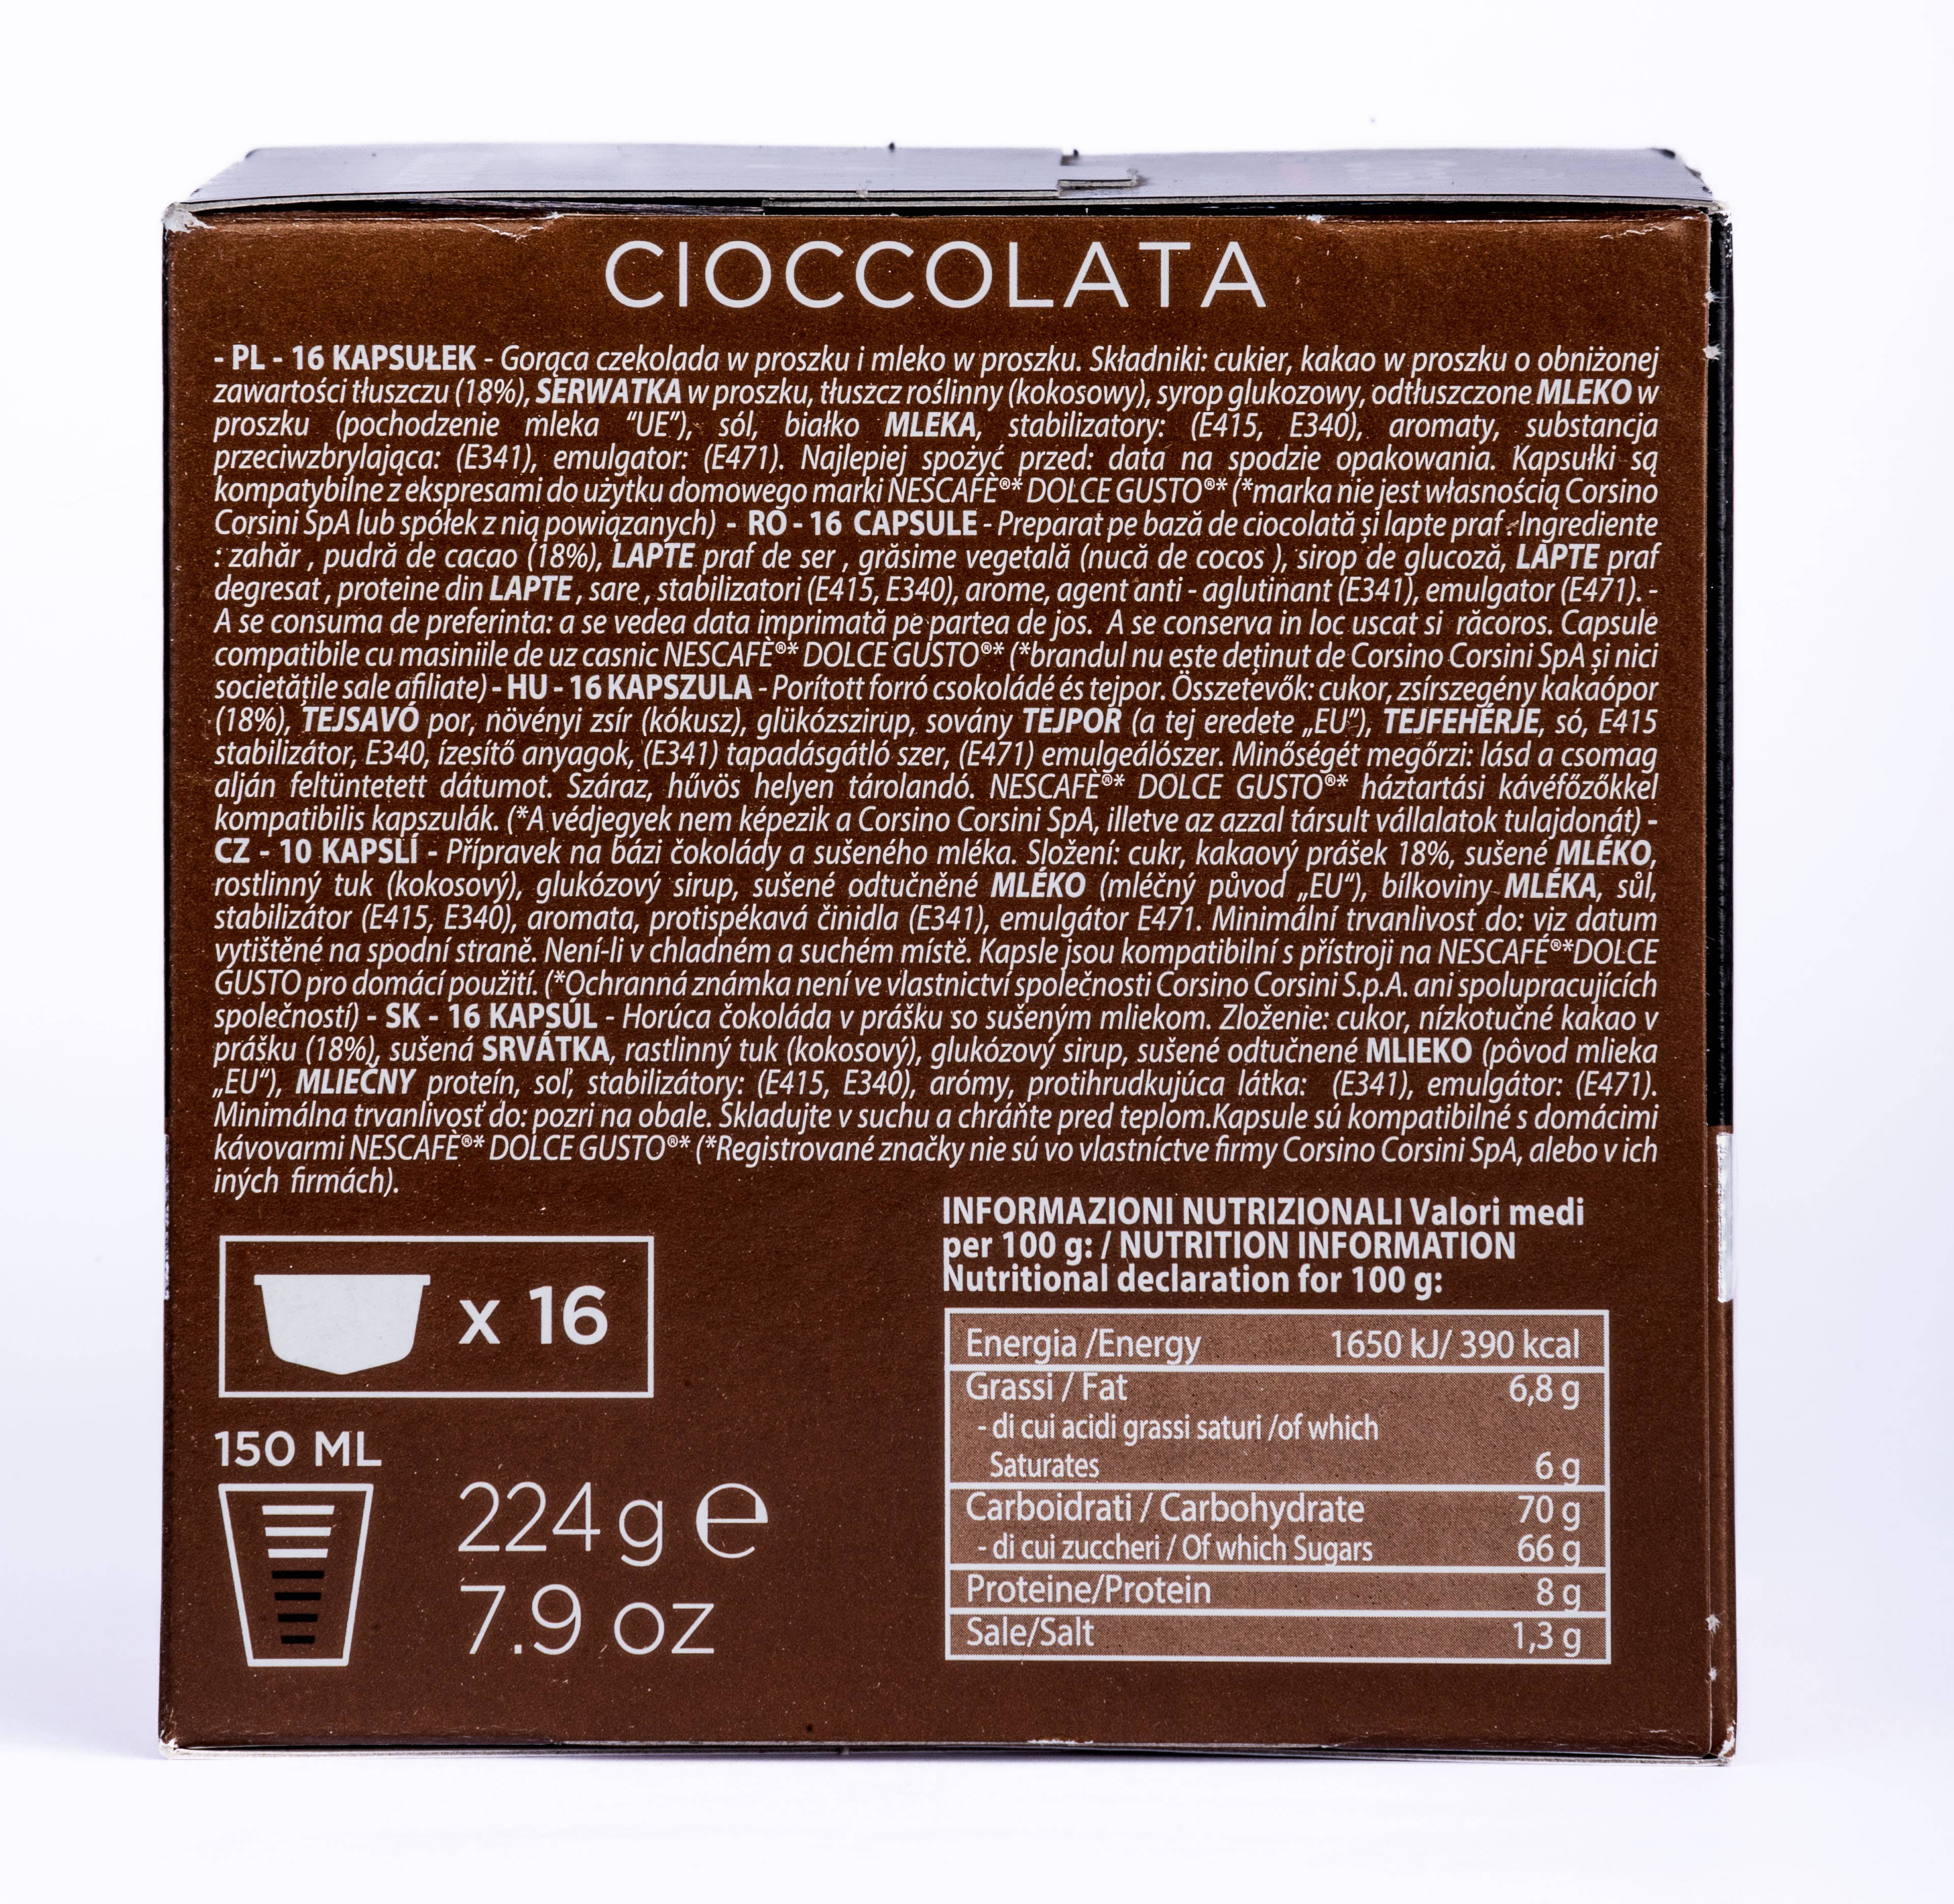 CIOCCOLATA
- PL - 16 KAPSUŁEK - Gorąca czekolada w proszku i mleko w proszku. Składniki: cukier, kakao w proszku o obniżonej
zawartości tłuszczu (18%), SERWATKA w proszku, tłuszcz roślinny (kokosowy), syrop glukozowy, odtłuszczone MLEKO w
proszku (pochodzenie mleka “UE”), sól, białko MLEKA, stabilizatory: (E415, E340), aromaty, substancja
przeciwzbrylająca: (E341), emulgator: (E471). Najlepiej spożyć przed: data na spodzie opakowania. Kapsułki są
kompatybilne z ekspresami do użytku domowego marki NESCAFÈ®* DOLCE GUSTO®* (*marka nie jest własnością Corsino
Corsini SpA lub spółek z nią powiązanych) - RO - 16 CAPSULE - Preparat pe bază de ciocolată și lapte praf. Ingrediente
: zahăr , pudră de cacao (18%), LAPTE praf de ser , grăsime vegetală (nucă de cocos ), sirop de glucoză, LAPTE praf
degresat , proteine din LAPTE , sare , stabilizatori (E415, E340), arome, agent anti - aglutinant (E341), emulgator (E471). -
A se consuma de preferinta: a se vedea data imprimată pe partea de jos. A se conserva in loc uscat si răcoros. Capsule
compatibile cu masiniile de uz casnic NESCAFÈ®* DOLCE GUSTO®* (*brandul nu este deținut de Corsino Corsini SpA și nici
societățile sale afiliate) - HU - 16 KAPSZULA - Porított forró csokoládé és tejpor. Összetevők: cukor, zsírszegény kakaópor
(18%), TEJSAVÓ por, növényi zsír (kókusz), glükózszirup, sovány TEJPOR (a tej eredete „EU”), TEJFEHÉRJE, só, E415
stabilizátor, E340, ízesítő anyagok, (E341) tapadásgátló szer, (E471) emulgeálószer. Minőségét megőrzi: lásd a csomag
alján feltüntetett dátumot. Száraz, hűvös helyen tárolandó. NESCAFÈ®* DOLCE GUSTO®* háztartási kávéfőzőkkel
kompatibilis kapszulák. (*A védjegyek nem képezik a Corsino Corsini SpA, illetve az azzal társult vállalatok tulajdonát) -
CZ - 10 KAPSLÍ - Přípravek na bázi čokolády a sušeného mléka. Složení: cukr, kakaový prášek 18%, sušené MLÉKO,
rostlinný tuk (kokosový), glukózový sirup, sušené odtučněné MLÉKO (mléčný původ „EU“), bílkoviny MLÉKA, sůl,
stabilizátor (E415, E340), aromata, protispékavá činidla (E341), emulgátor E471. Minimální trvanlivost do: viz datum
vytištěné na spodní straně. Není-li v chladném a suchém místě. Kapsle jsou kompatibilní s přístroji na NESCAFÉ®*DOLCE
GUSTO pro domácí použití. (*Ochranná známka není ve vlastnictví společnosti Corsino Corsini S.p.A. ani spolupracujících
společností) - SK - 16 KAPSÚL - Horúca čokoláda v prášku so sušeným mliekom. Zloženie: cukor, nízkotučné kakao v
prášku (18%), sušená SRVÁTKA, rastlinný tuk (kokosový), glukózový sirup, sušené odtučnené MLIEKO (pôvod mlieka
„EU“), MLIEČNY proteín, soľ, stabilizátory: (E415, E340), arómy, protihrudkujúca látka: (E341), emulgátor: (E471).
Minimálna trvanlivosť do: pozri na obale. Skladujte v suchu a chráňte pred teplom.Kapsule sú kompatibilné s domácimi
kávovarmi NESCAFÈ®* DOLCE GUSTO®* (*Registrované značky nie sú vo vlastníctve firmy Corsino Corsini SpA, alebo v ich
iných firmách).
x 16
150 ML
224 g e
7.9 oz
INFORMAZIONI NUTRIZIONALI Valori medi
per 100 g: / NUTRITION INFORMATION
Nutritional declaration for 100 g:
Energia /Energy 1650 kJ/ 390 kcal
Grassi / Fat 6,8 g
- di cui acidi grassi saturi /of which
Saturates 6 g
Carboidrati / Carbohydrate 70 g
- di cui zuccheri / Of which Sugars 66 g
Proteine/Protein 8 g
Sale/Salt 1,3 g